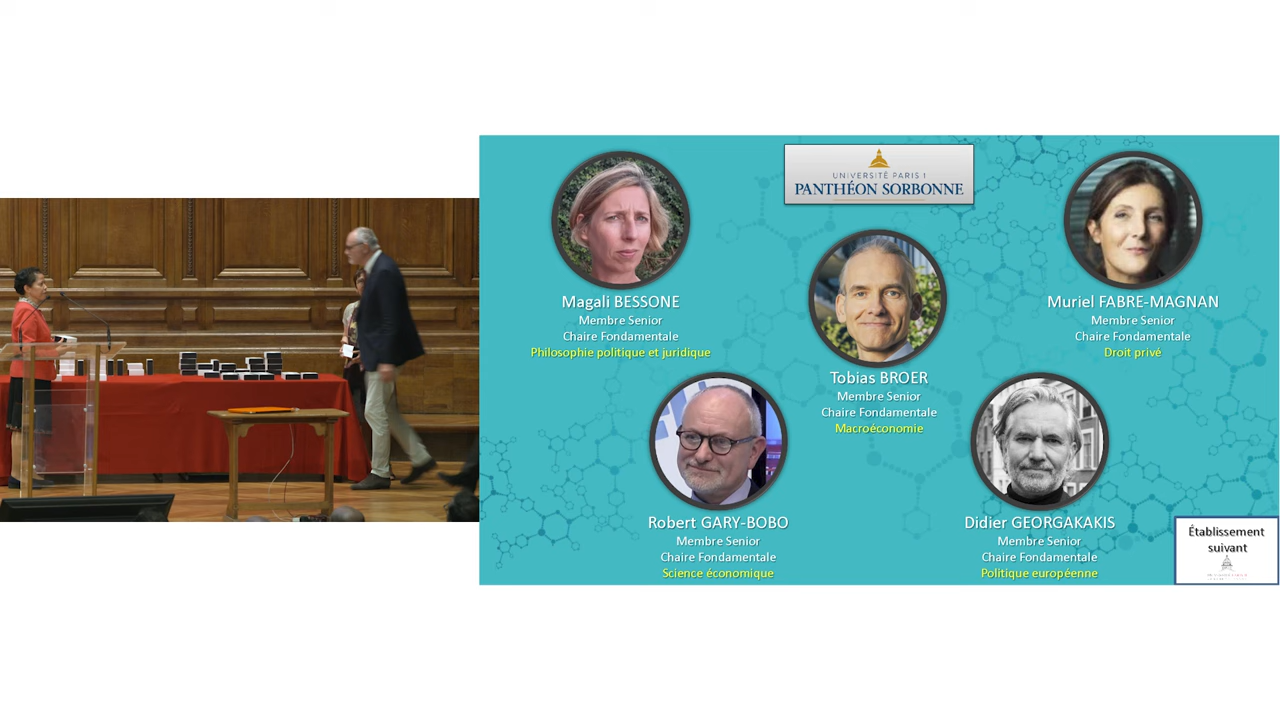 UNIVERSITÉ PARIS 1
PANTHÉON SORBONNE
Magali BESSONE
Membre Senior
Chaire Fondamentale
Philosophie politique et juridique
Tobias BROER
Membre Senior
Chaire Fondamentale
Macroéconomie
Muriel FABRE-MAGNAN
Membre Senior
Chaire Fondamentale
Droit privé
Robert GARY-BOBO
Membre Senior
Chaire Fondamentale
Science économique
Didier GEORGAKAKIS
Membre Senior
Chaire Fondamentale
Politique européenne
Établissement
suivant